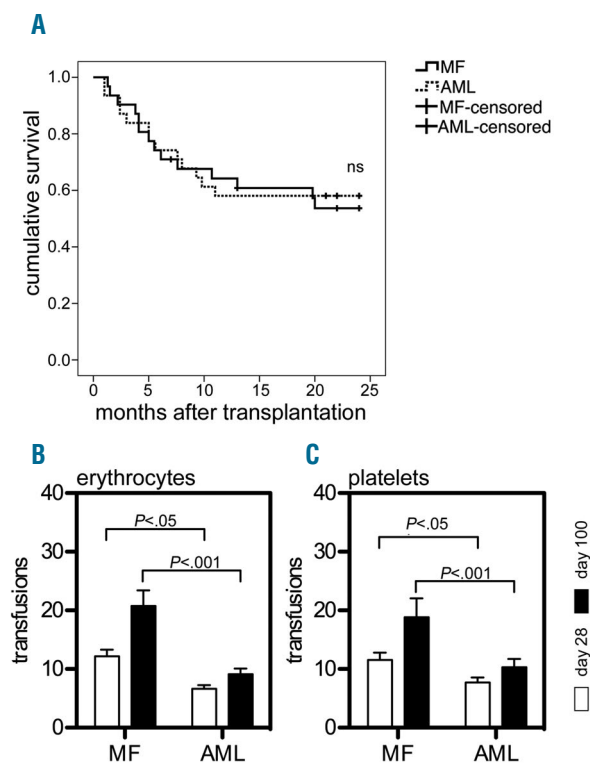 A
cumulative survival
1.0
0.8
0.6
0.4
0.2
0.0
0 5 10 15 20 25
months after transplantation
ns
MF
AML
MF-censored
AML-censored
B
erythrocytes
transfusions
40
30
20
10
0
P<.05
P<.001
MF AML
C
platelets
transfusions
40
30
20
10
0
P<.05
P<.001
MF AML
day 28
day 100